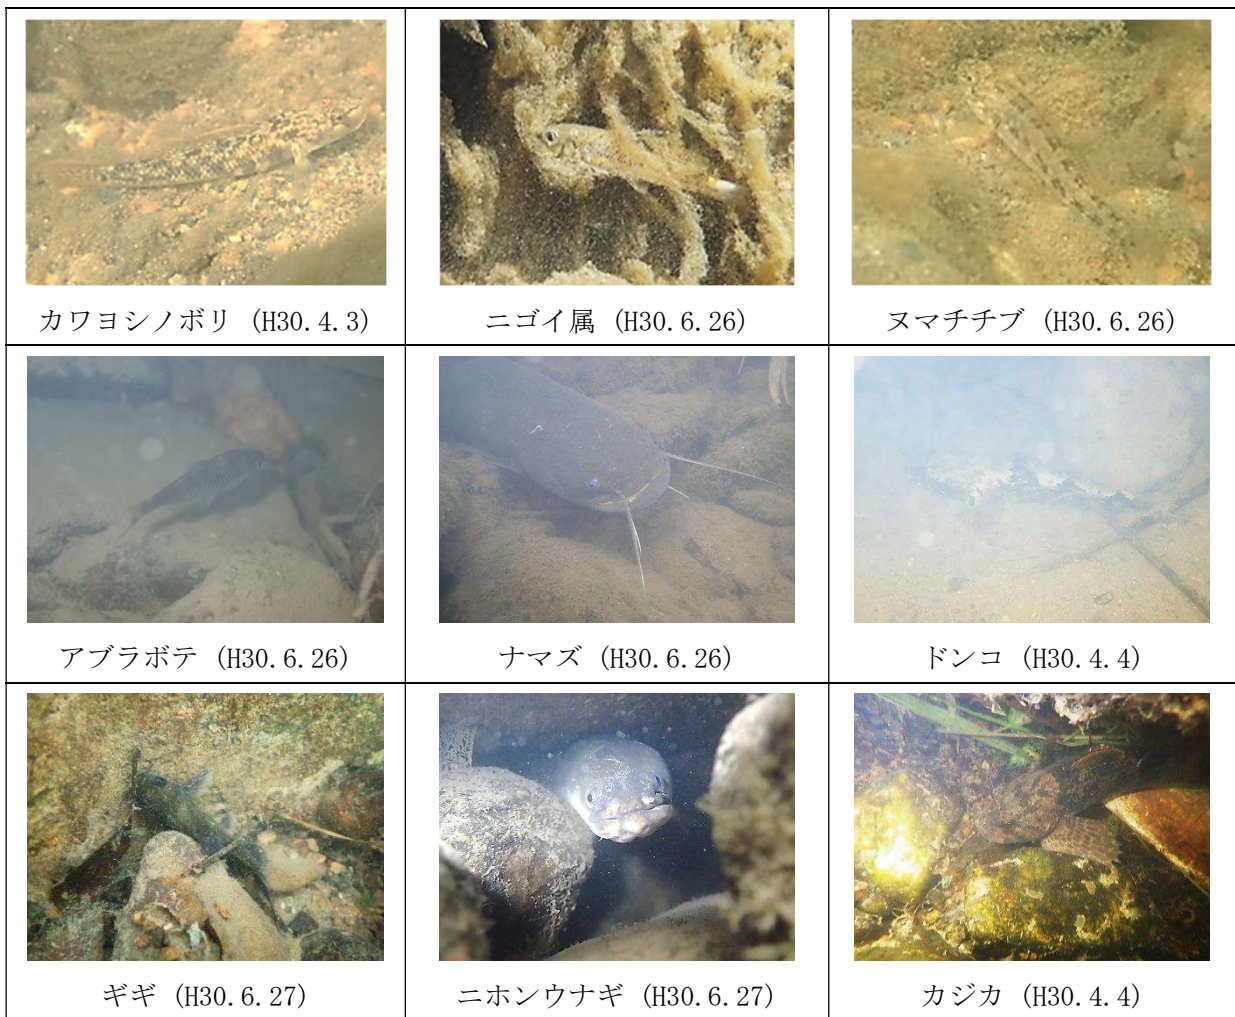 カワヨシノボリ (H30.4.3)
ニゴイ属 (H30.6.26)
ヌマチチブ (H30.6.26)
アブラボテ (H30.6.26)
ナマズ (H30.6.26)
ドンコ (H30.4.4)
ギギ (H30.6.27)
ニホンウナギ (H30.6.27)
カジカ (H30.4.4)